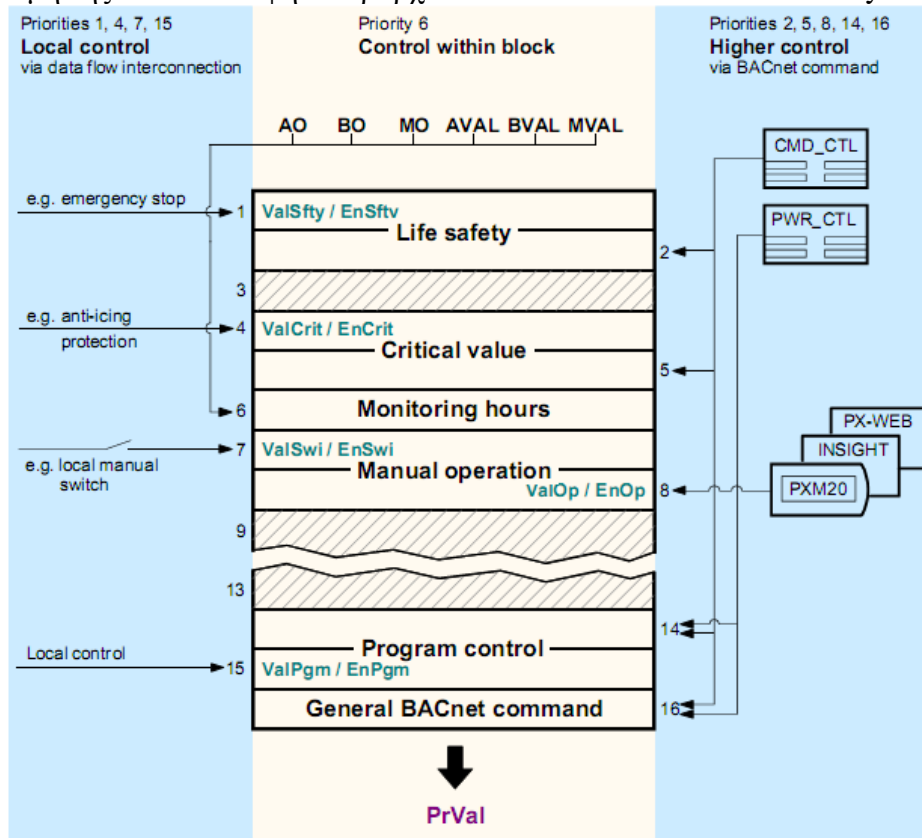 Priorities 1, 4, 7, 15
Local control
via data flow interconnection
Priority 6
Control within block
Priorities 2, 5, 8, 14, 16
Higher control
via BACnet command
AO BO MO AVAL BVAL MVAL
CMD_CTL
PWR_CTL
e.g. emergency stop
1
ValSfty / EnSftv
Life safety
2
3
e.g. anti-icing
protection
4
ValCrit / EnCrit
Critical value
5
6
Monitoring hours
PX-WEB
INSIGHT
PXM20
e.g. local manual
switch
7
ValSwi / EnSwi
Manual operation
ValOp / EnOp
8
9
13
14
Program control
Local control
15
ValPgm / EnPgm
General BACnet command
16
PrVal